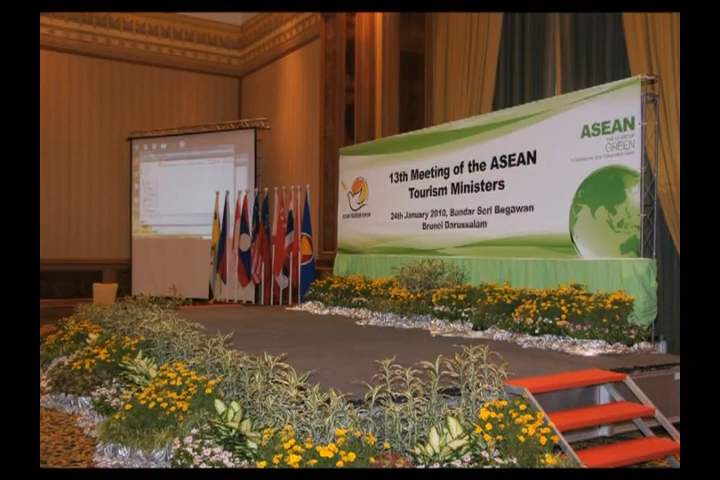 13th Meeting of the ASEAN
Tourism Ministers
24th January 2010, Bandar Seri Begawan
Brunei Darussalam
ASEAN
GREEN